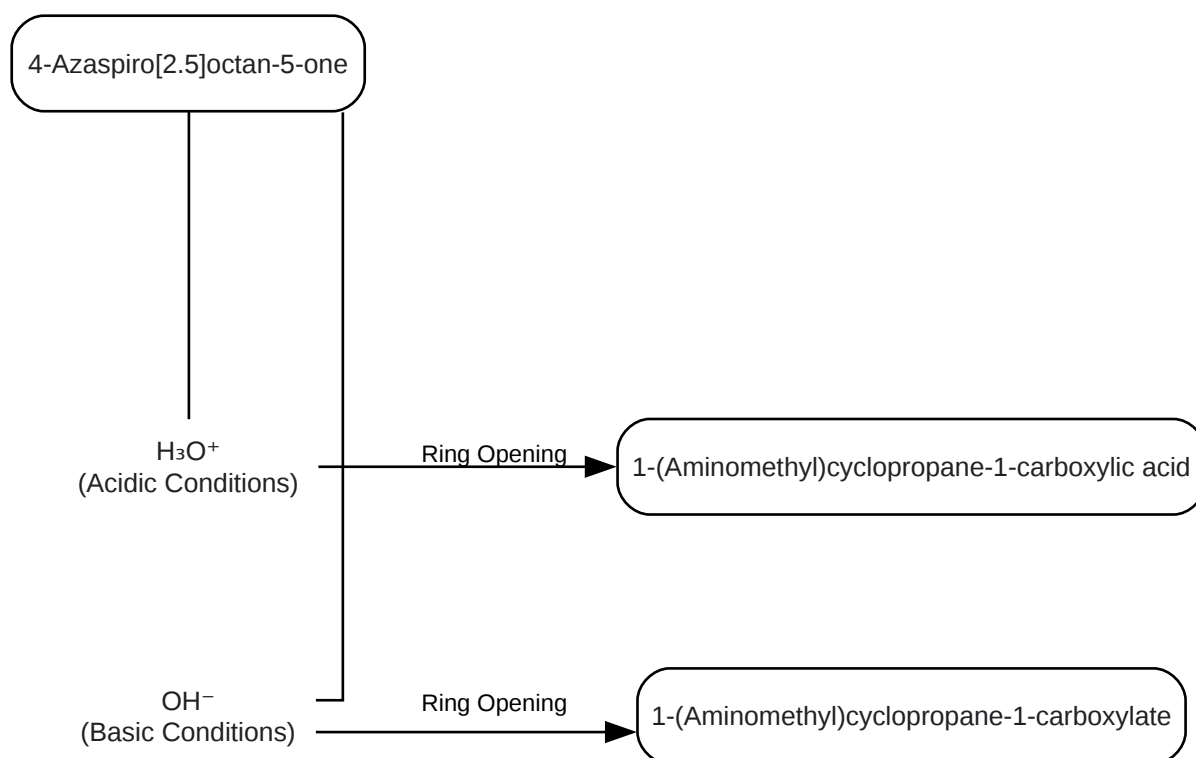 4-Azaspiro[2.5]octan-5-one
H₃O⁺
(Acidic Conditions)
Ring Opening
1-(Aminomethyl)cyclopropane-1-carboxylic acid
OH⁻
(Basic Conditions)
Ring Opening
1-(Aminomethyl)cyclopropane-1-carboxylate